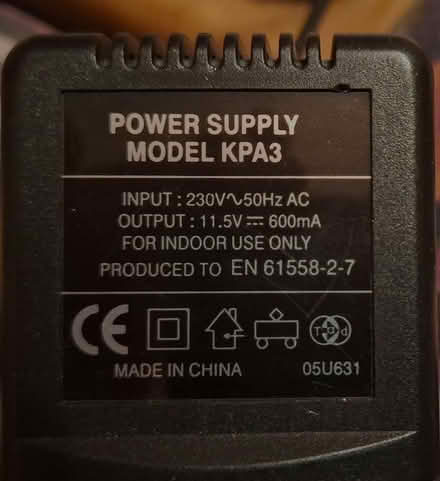 POWER SUPPLY
MODEL KPA3
INPUT : 230V∿50Hz AC
OUTPUT : 11.5V ⎓ 600mA
FOR INDOOR USE ONLY
PRODUCED TO EN 61558-2-7
CE
MADE IN CHINA 05U631